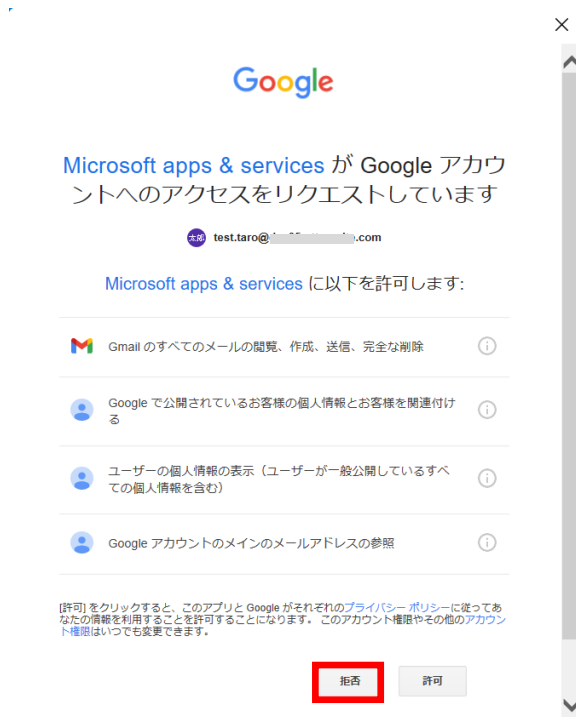 Google
Microsoft apps & services が Google アカウ
ントへのアクセスをリクエストしています
太郎 test.taro@ .com
Microsoft apps & services に以下を許可します:
Gmail のすべてのメールの閲覧、作成、送信、完全な削除
Google で公開されているお客様の個人情報とお客様を関連付け
る
ユーザーの個人情報の表示（ユーザーが一般公開しているすべ
ての個人情報を含む）
Google アカウントのメインのメールアドレスの参照
[許可] をクリックすると、このアプリと Google がそれぞれのプライバシー ポリシーに従ってあ
なたの情報を利用することを許可することになります。 このアカウント権限やその他のアカウン
ト権限はいつでも変更できます。
拒否 許可